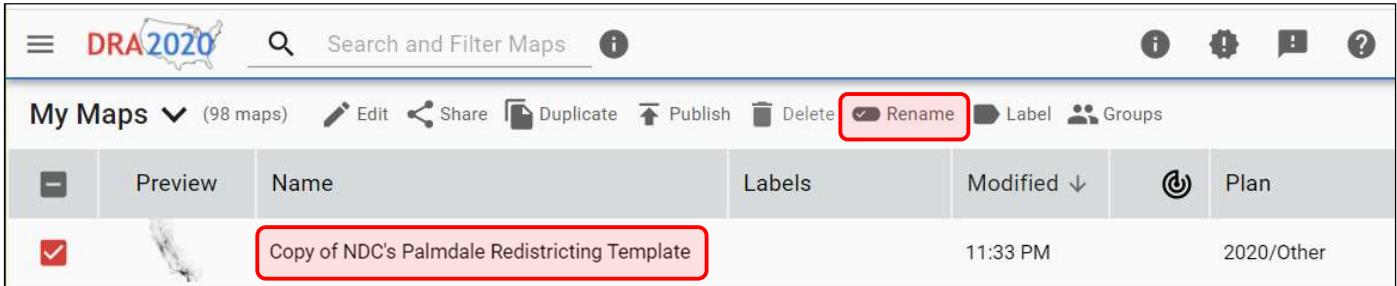 DRA2020 Search and Filter Maps
My Maps (98 maps) Edit Share Duplicate Publish Delete Rename Label Groups
Preview Name Labels Modified ↓ Plan
Copy of NDC's Palmdale Redistricting Template 11:33 PM 2020/Other